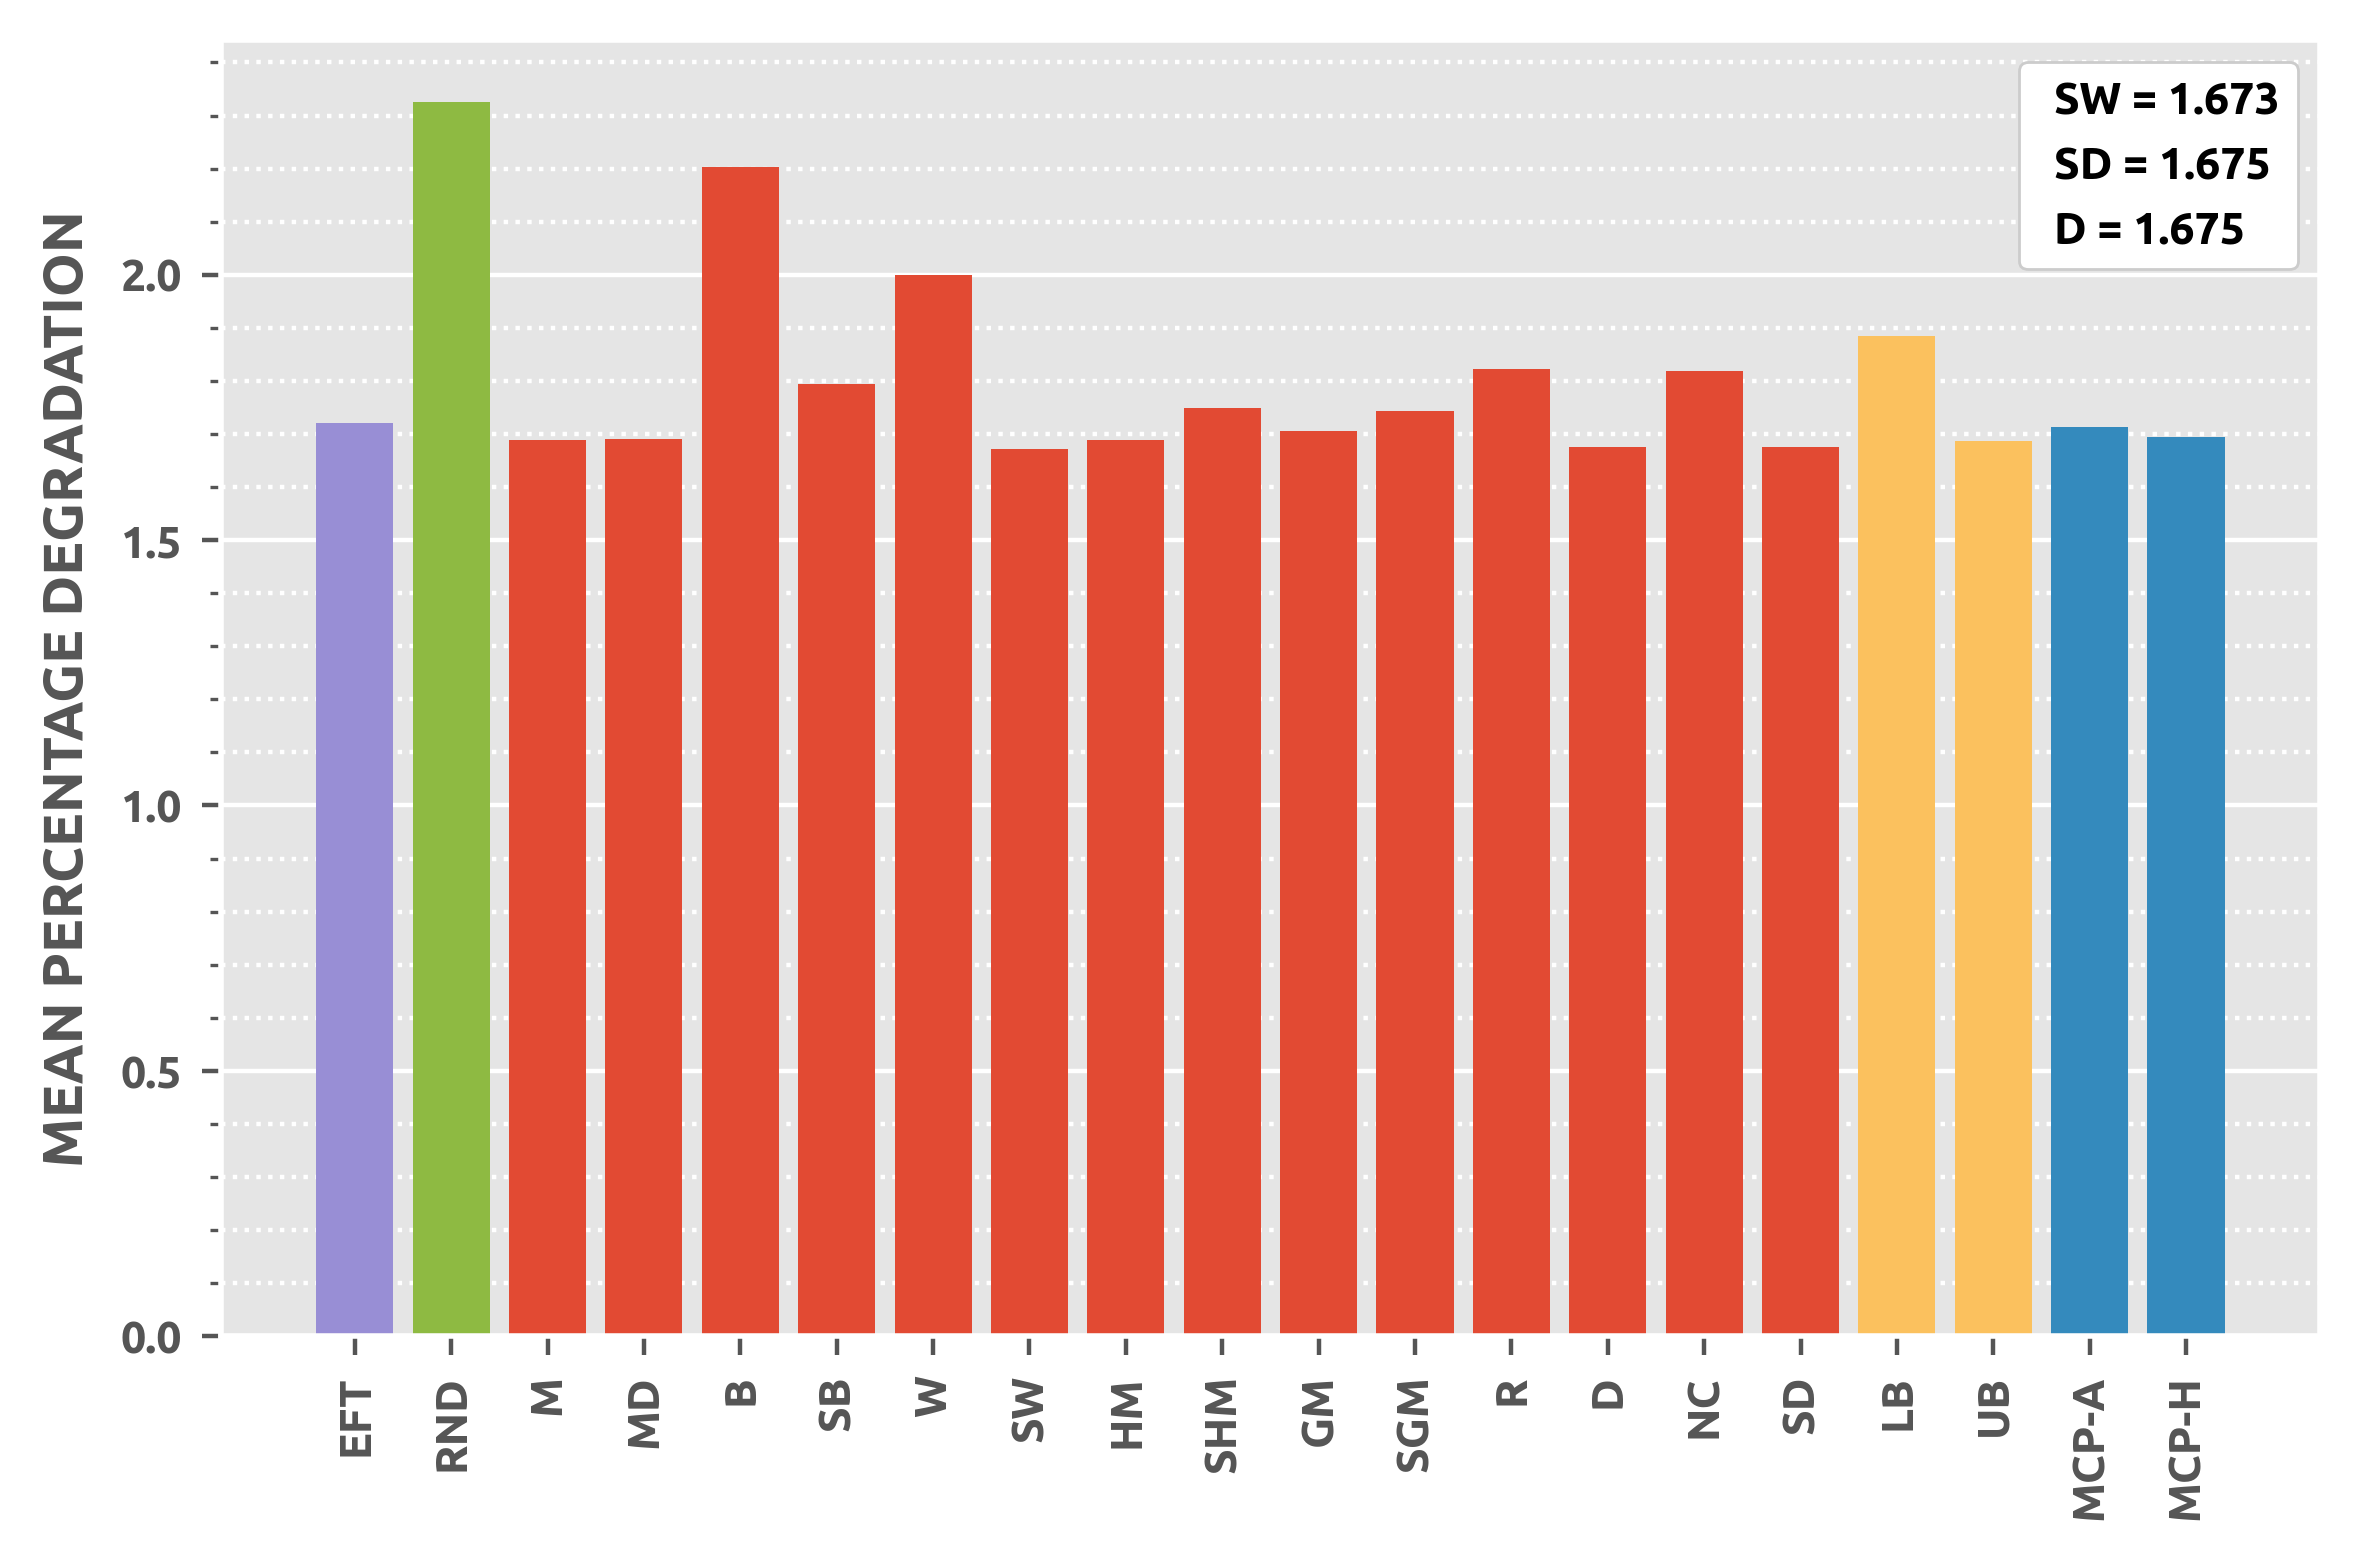 SW = 1.673
SD = 1.675
D = 1.675
MEAN PERCENTAGE DEGRADATION
2.0
1.5
1.0
0.5
0.0
EFT
RND
M
MD
B
SB
W
SW
HM
SHM
GM
SGM
R
D
NC
SD
LB
UB
MCP-A
MCP-H